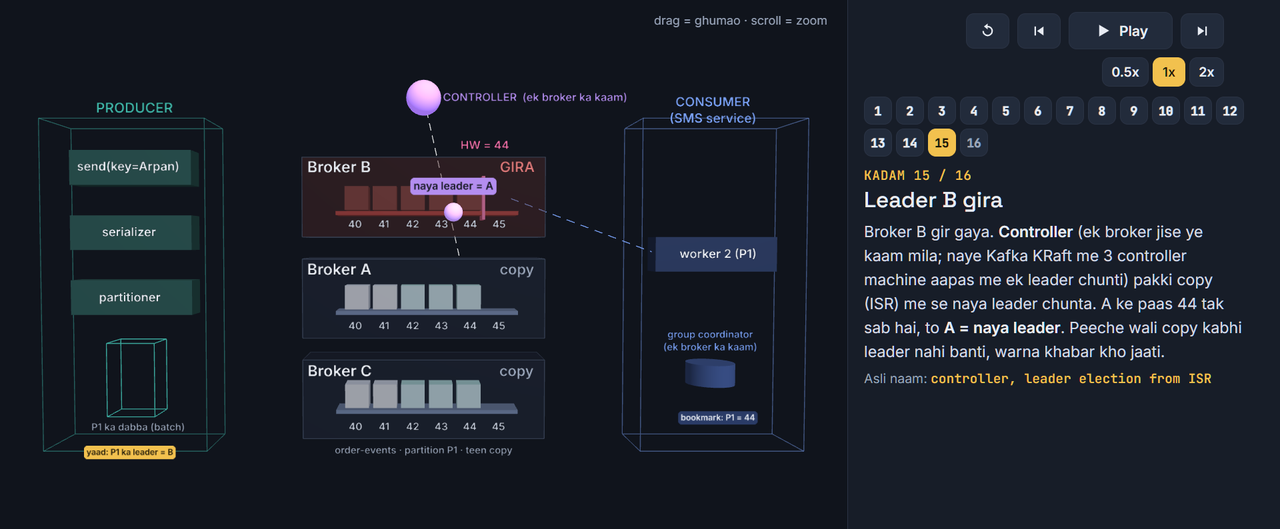 drag = ghumao · scroll = zoom
PRODUCER
send(key=Arpan)
serializer
partitioner
P1 ka dabba (batch)
yaad: P1 ka leader = B
CONTROLLER (ek broker ka kaam)
HW = 44
Broker B
GIRA
naya leader = A
40 41 42 43 44 45
Broker A
copy
40 41 42 43 44 45
Broker C
copy
40 41 42 43 44 45
order-events · partition P1 · teen copy
CONSUMER
(SMS service)
worker 2 (P1)
group coordinator
(ek broker ka kaam)
bookmark: P1 = 44
Play
0.5x 1x 2x
1 2 3 4 5 6 7 8 9 10 11 12
13 14 15 16
KADAM 15 / 16
Leader B gira
Broker B gir gaya. Controller (ek broker jise ye
kaam mila; naye Kafka KRaft me 3 controller
machine aapas me ek leader chunti) pakki copy
(ISR) me se naya leader chunta. A ke paas 44 tak
sab hai, to A = naya leader. Peeche wali copy kabhi
leader nahi banti, warna khabar kho jaati.
Asli naam: controller, leader election from ISR